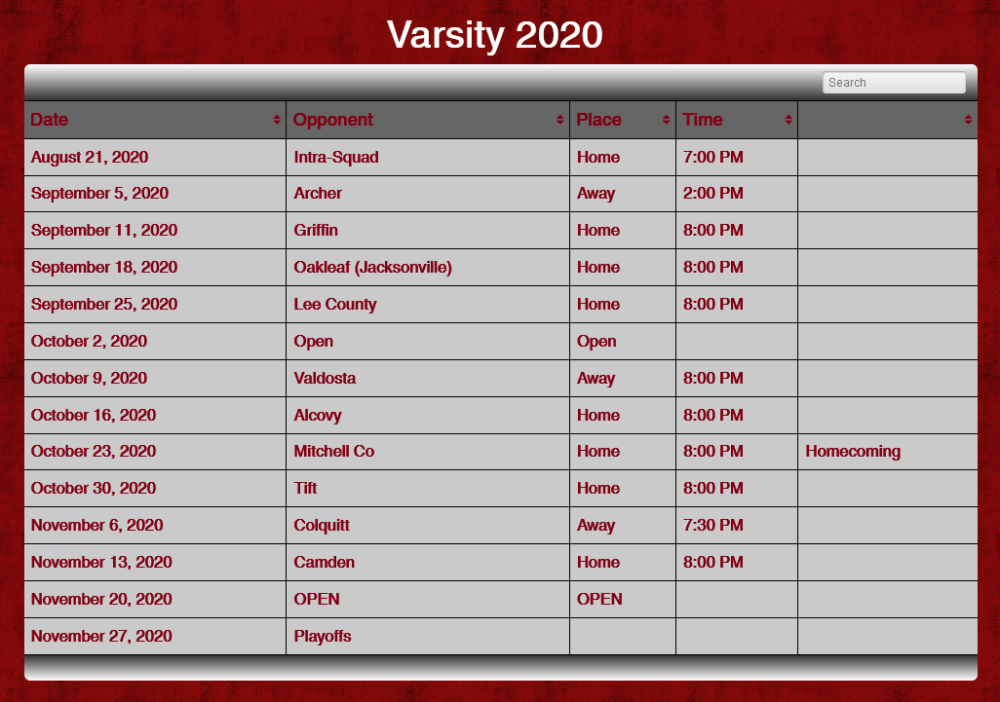 Varsity 2020
Search
Date Opponent Place Time
August 21, 2020 Intra-Squad Home 7:00 PM
September 5, 2020 Archer Away 2:00 PM
September 11, 2020 Griffin Home 8:00 PM
September 18, 2020 Oakleaf (Jacksonville) Home 8:00 PM
September 25, 2020 Lee County Home 8:00 PM
October 2, 2020 Open Open
October 9, 2020 Valdosta Away 8:00 PM
October 16, 2020 Alcovy Home 8:00 PM
October 23, 2020 Mitchell Co Home 8:00 PM Homecoming
October 30, 2020 Tift Home 8:00 PM
November 6, 2020 Colquitt Away 7:30 PM
November 13, 2020 Camden Home 8:00 PM
November 20, 2020 OPEN OPEN
November 27, 2020 Playoffs